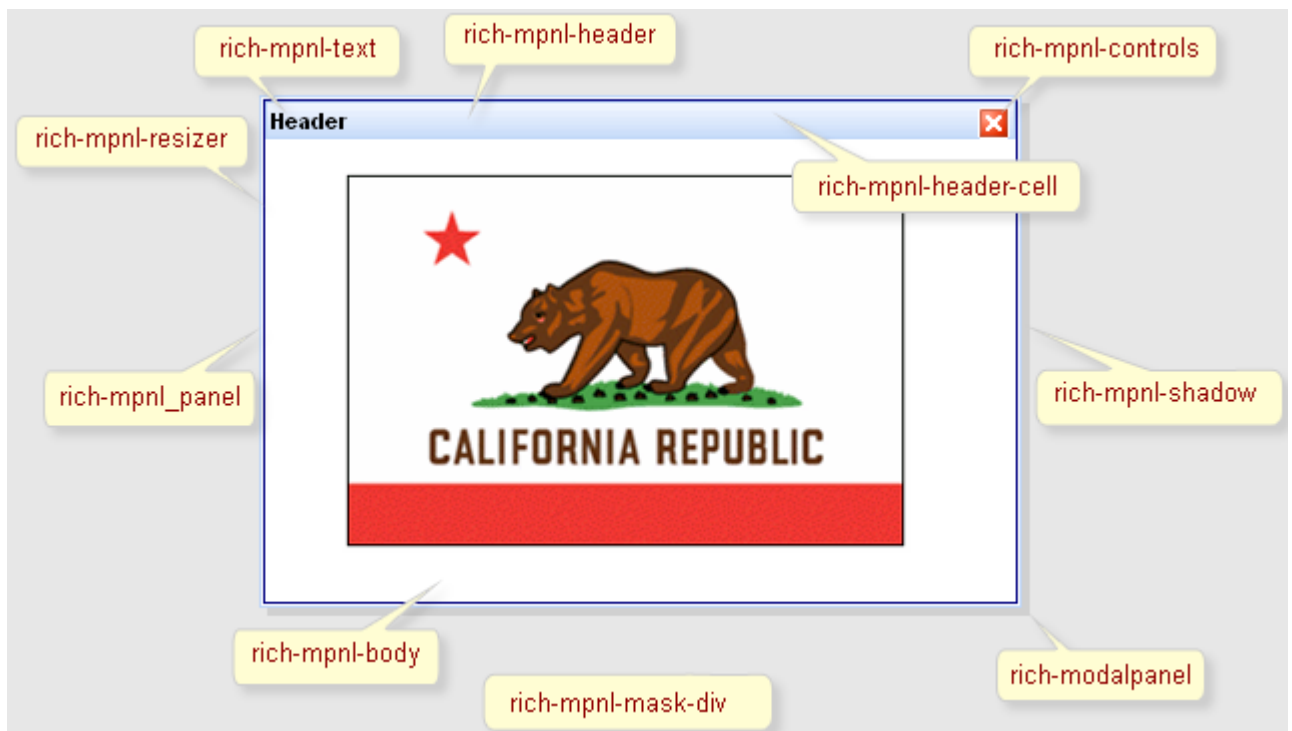 rich-mpnl-text
rich-mpnl-header
rich-mpnl-controls
Header
rich-mpnl-resizer
rich-mpnl-header-cell
CALIFORNIA REPUBLIC
rich-mpnl_panel
rich-mpnl-shadow
rich-mpnl-body
rich-modalpanel
rich-mpnl-mask-div